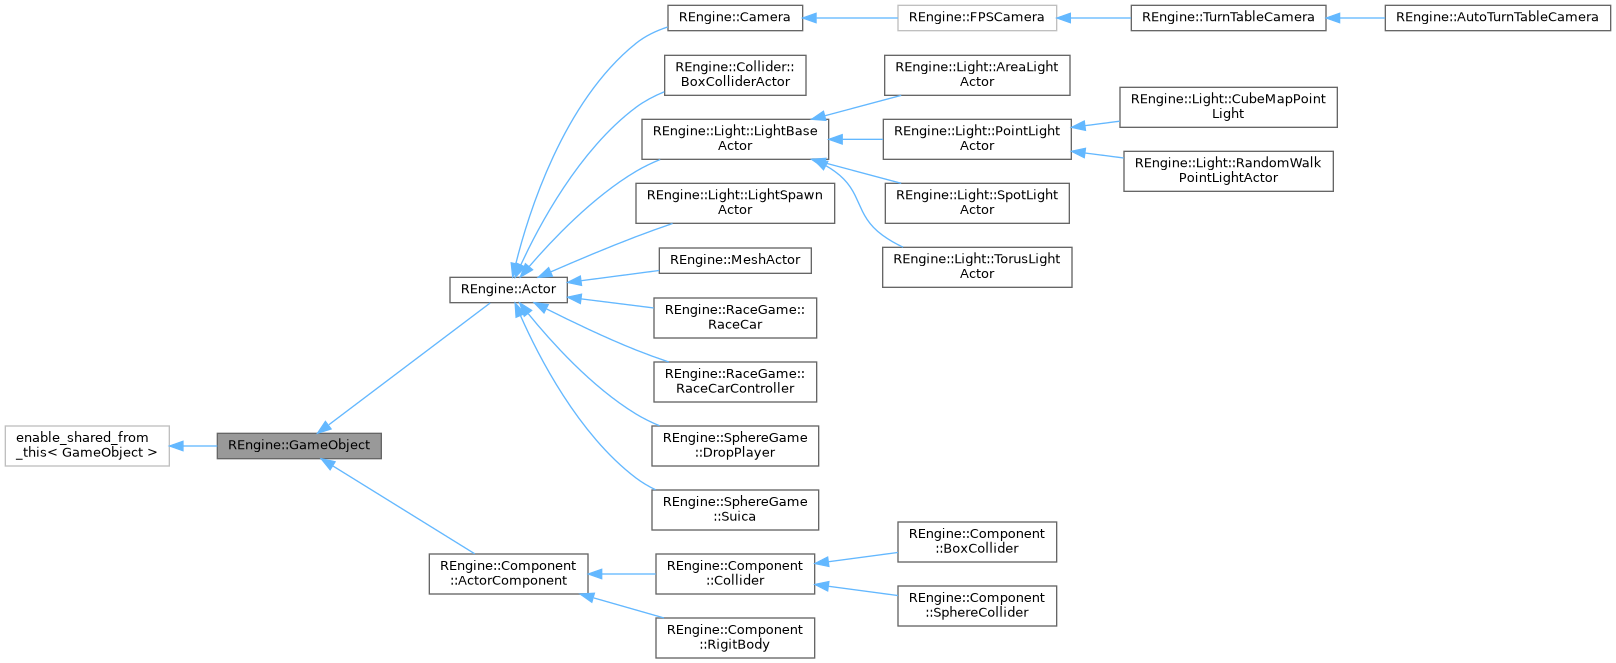 REngine::Camera
REngine::FPSCamera
REngine::TurnTableCamera
REngine::AutoTurnTableCamera
REngine::Collider::
BoxColliderActor
REngine::Light::AreaLight
Actor
REngine::Light::CubeMapPoint
Light
REngine::Light::LightBase
Actor
REngine::Light::PointLight
Actor
REngine::Light::RandomWalk
PointLightActor
REngine::Light::LightSpawn
Actor
REngine::Light::SpotLight
Actor
REngine::MeshActor
REngine::Light::TorusLight
Actor
REngine::Actor
REngine::RaceGame::
RaceCar
REngine::RaceGame::
RaceCarController
enable_shared_from
_this< GameObject >
REngine::GameObject
REngine::SphereGame
::DropPlayer
REngine::SphereGame
::Suica
REngine::Component
::BoxCollider
REngine::Component
::ActorComponent
REngine::Component
::Collider
REngine::Component
::SphereCollider
REngine::Component
::RigitBody